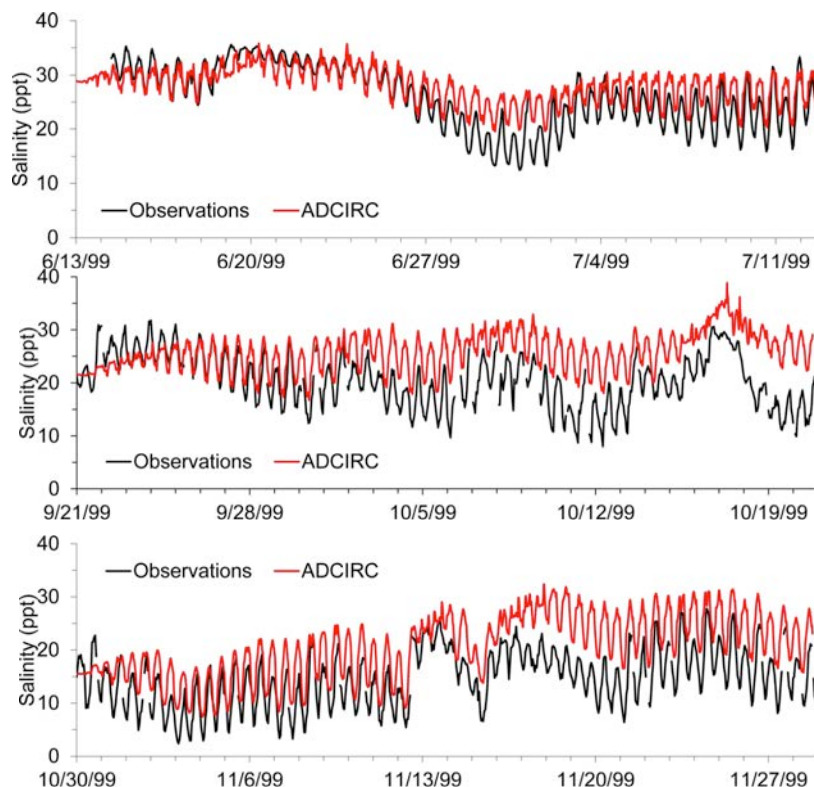 40
30
20
10
0
Salinity (ppt)
Observations ADCIRC
6/13/99 6/20/99 6/27/99 7/4/99 7/11/99
40
30
20
10
0
Salinity (ppt)
Observations ADCIRC
9/21/99 9/28/99 10/5/99 10/12/99 10/19/99
40
Observations ADCIRC
30
20
10
0
Salinity (ppt)
10/30/99 11/6/99 11/13/99 11/20/99 11/27/99